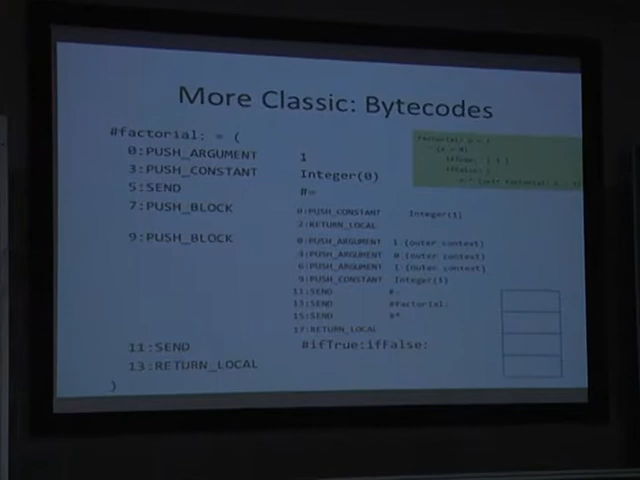 More Classic: Bytecodes
#factorial: = (
0:PUSH_ARGUMENT 1
3:PUSH_CONSTANT Integer(0)
5:SEND #=
7:PUSH_BLOCK
0:PUSH_CONSTANT Integer(1)
2:RETURN_LOCAL
9:PUSH_BLOCK
0:PUSH_ARGUMENT 1 (outer context)
3:PUSH_ARGUMENT 0 (outer context)
6:PUSH_ARGUMENT 1 (outer context)
9:PUSH_CONSTANT Integer(1)
11:SEND #-
13:SEND #factorial:
15:SEND #*
17:RETURN_LOCAL
11:SEND #ifTrue:ifFalse:
13:RETURN_LOCAL
)